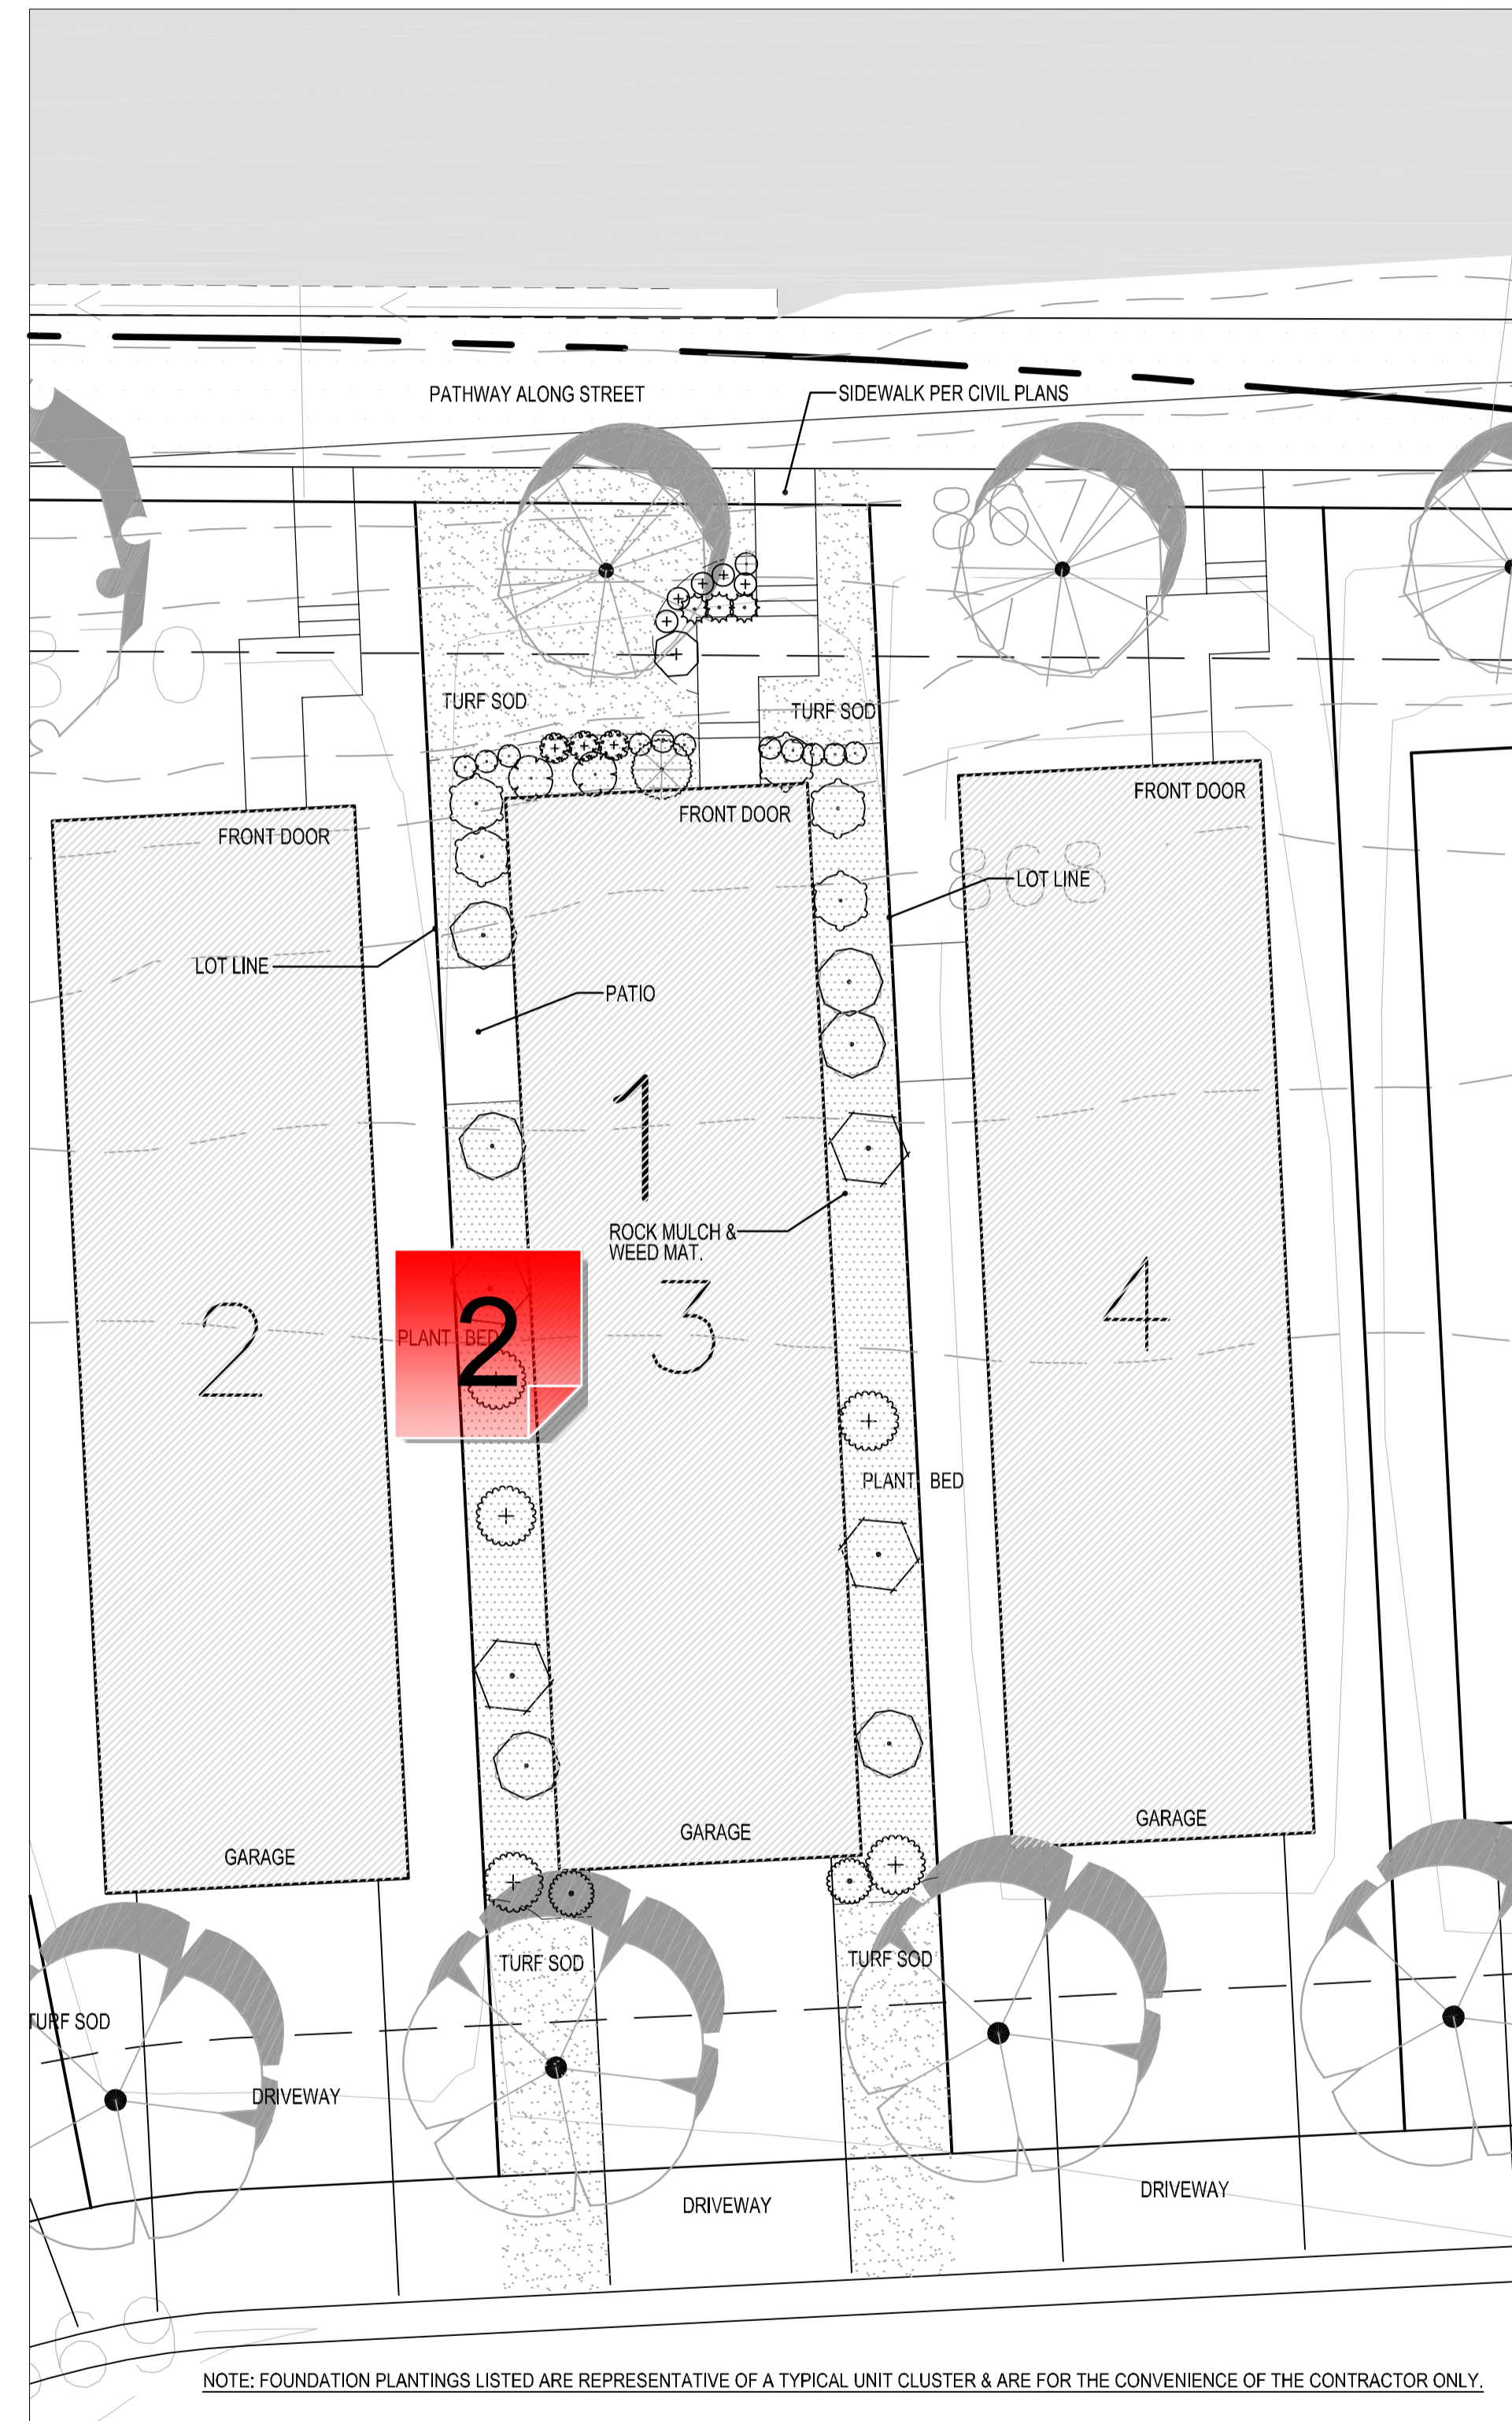 PATHWAY ALONG STREET
SIDEWALK PER CIVIL PLANS
867
TURF SOD
TURF SOD
FRONT DOOR
FRONT DOOR
FRONT DOOR
868
LOT LINE
LOT LINE
PATIO
1
ROCK MULCH &
WEED MAT.
2
3
4
PLANT BED
2
PLANT BED
GARAGE
GARAGE
GARAGE
TURF SOD
TURF SOD
TURF SOD
DRIVEWAY
DRIVEWAY
DRIVEWAY
NOTE: FOUNDATION PLANTINGS LISTED ARE REPRESENTATIVE OF A TYPICAL UNIT CLUSTER & ARE FOR THE CONVENIENCE OF THE CONTRACTOR ONLY.